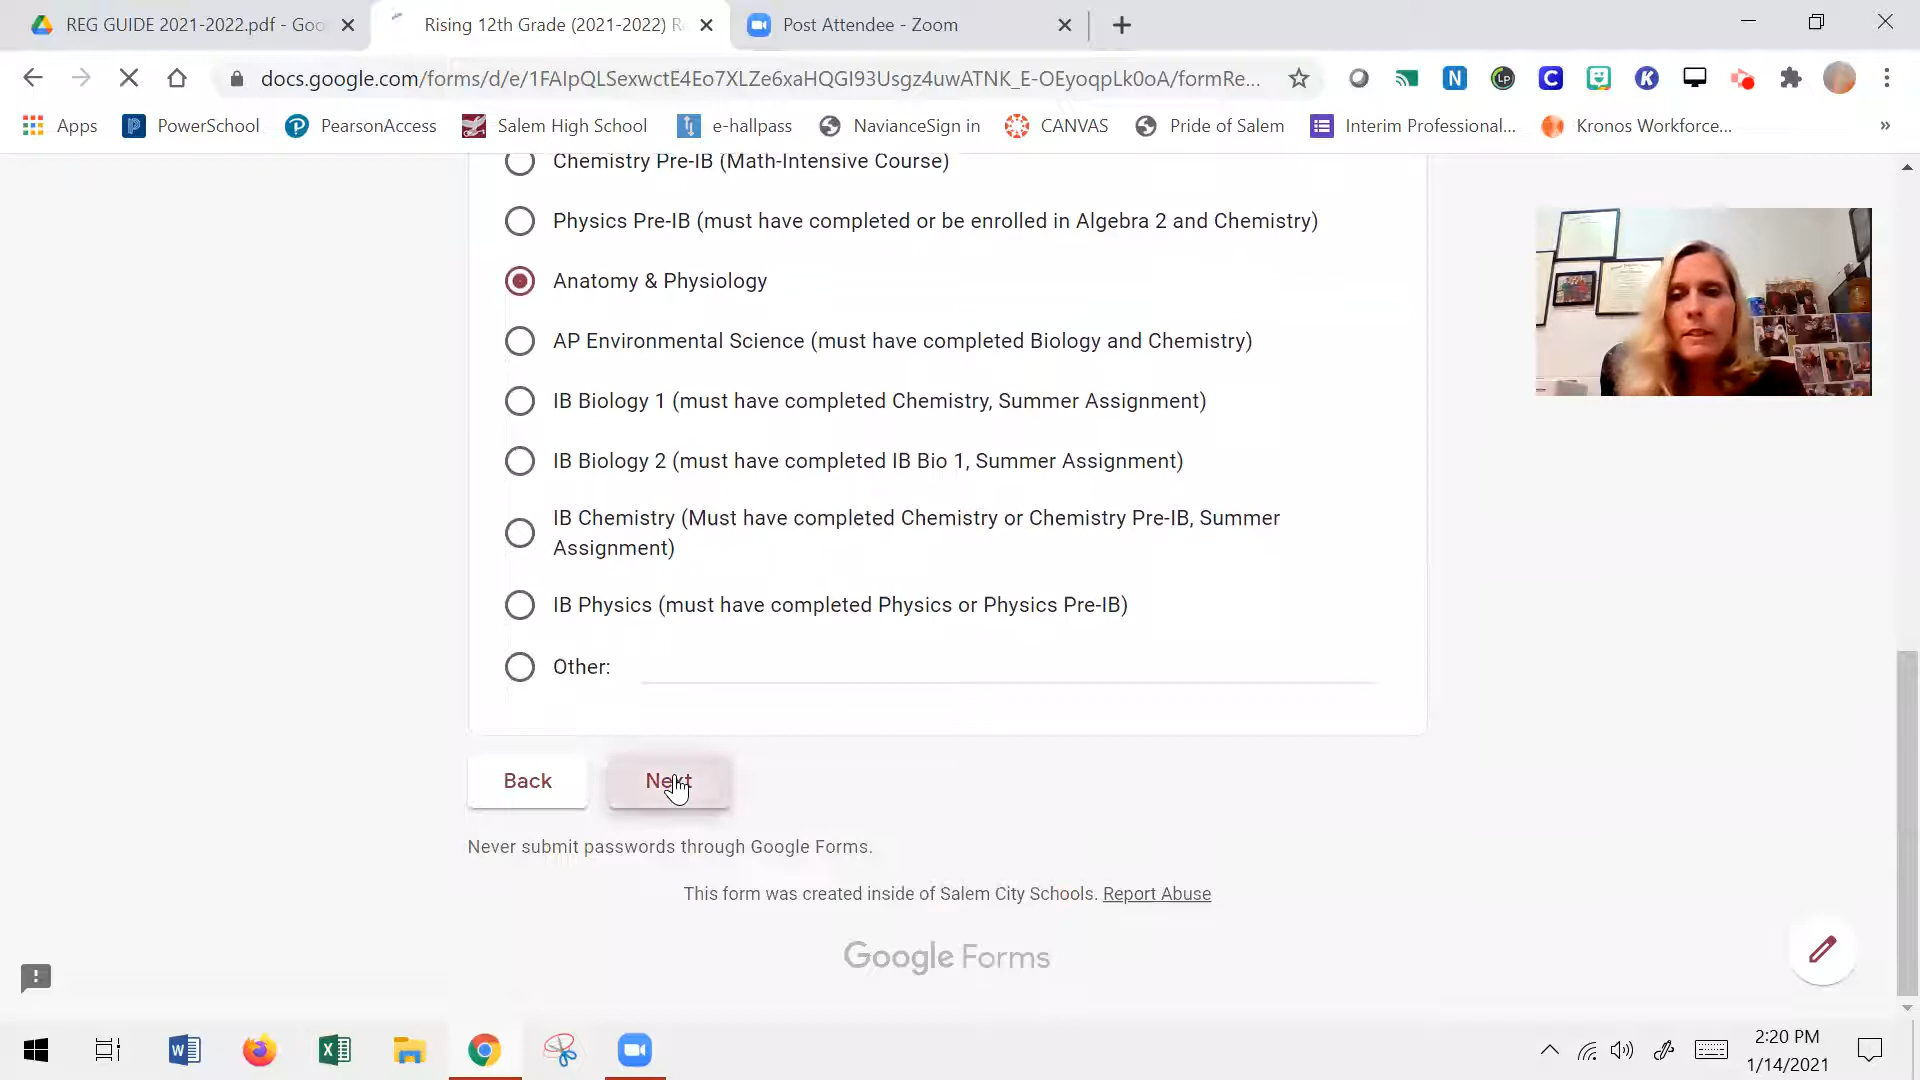 REG GUIDE 2021-2022.pdf - Goo
Rising 12th Grade (2021-2022) R
Post Attendee - Zoom
docs.google.com/forms/d/e/1FAIpQLSexwctE4Eo7XLZe6xaHQGI93Usgz4uwATNK_E-OEyoqpLk0oA/formRe...
Apps
PowerSchool
PearsonAccess
Salem High School
e-hallpass
NavianceSign in
CANVAS
Pride of Salem
Interim Professional...
Kronos Workforce...
»
Chemistry Pre-IB (Math-Intensive Course)
Physics Pre-IB (must have completed or be enrolled in Algebra 2 and Chemistry)
Anatomy & Physiology
AP Environmental Science (must have completed Biology and Chemistry)
IB Biology 1 (must have completed Chemistry, Summer Assignment)
IB Biology 2 (must have completed IB Bio 1, Summer Assignment)
IB Chemistry (Must have completed Chemistry or Chemistry Pre-IB, Summer
Assignment)
IB Physics (must have completed Physics or Physics Pre-IB)
Other:
Back
Next
Never submit passwords through Google Forms.
This form was created inside of Salem City Schools. Report Abuse
Google Forms
2:20 PM
1/14/2021